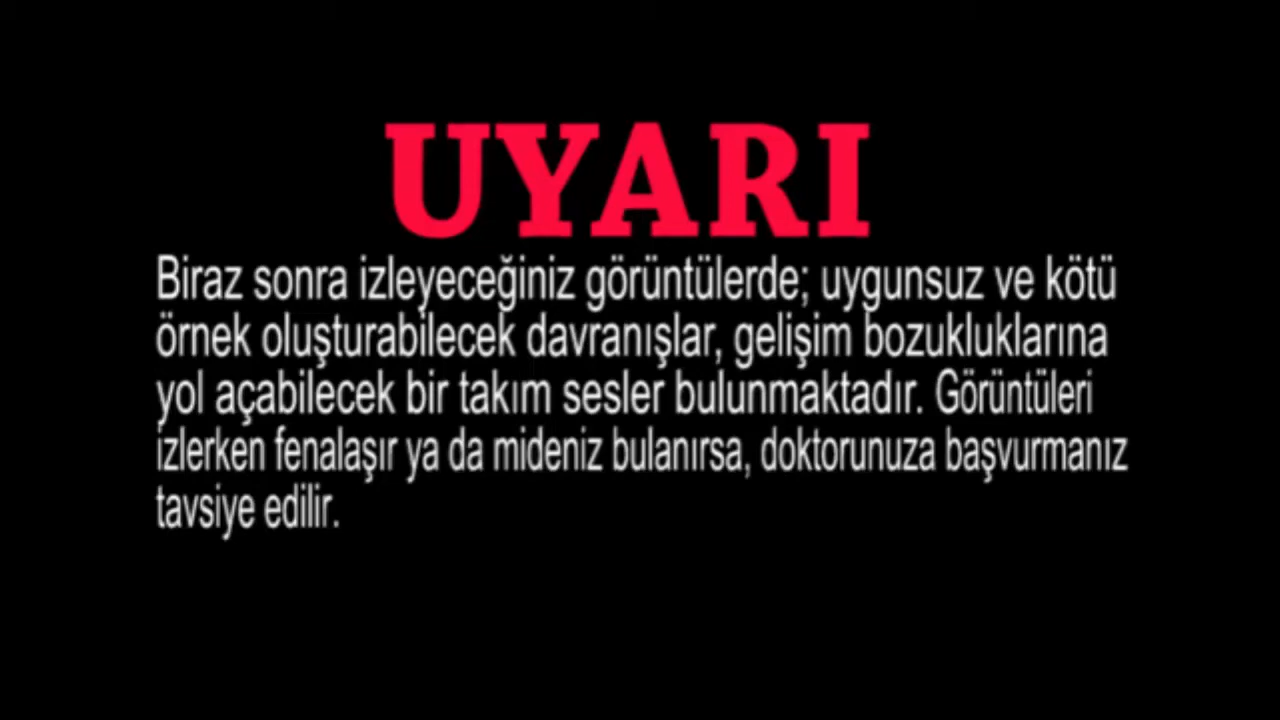 UYARI
Biraz sonra izleyeceğiniz görüntülerde; uygunsuz ve kötü
örnek oluşturabilecek davranışlar, gelişim bozukluklarına
yol açabilecek bir takım sesler bulunmaktadır. Görüntüleri
izlerken fenalaşır ya da mideniz bulanırsa, doktorunuza başvurmanız
tavsiye edilir.